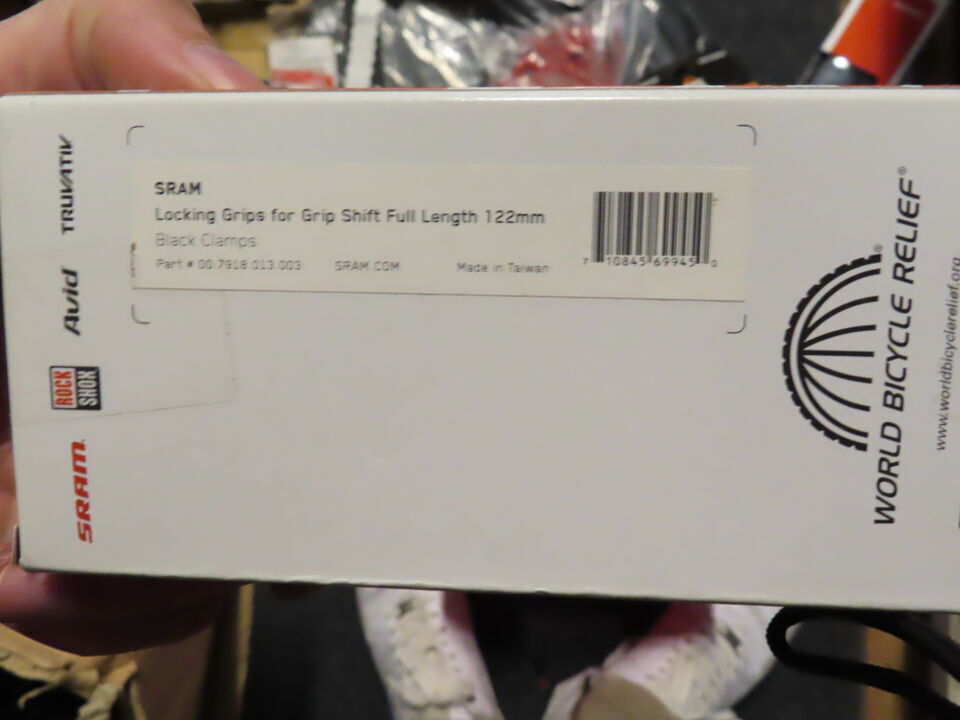 SRAM
Locking Grips for Grip Shift Full Length 122mm
Black Clamps
Part # 00.7918.013.003 SRAM.COM Made in Taiwan
7 10845 69945 0
TRUVATIV
Avid
ROCK
SHOX
SRAM
WORLD BICYCLE RELIEF®
www.worldbicyclerelief.org